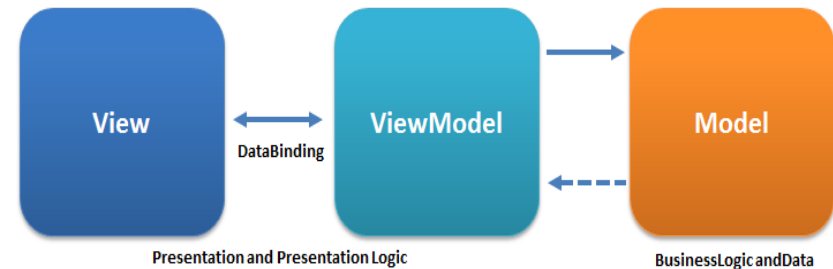 View
ViewModel
Model
DataBinding
Presentation and Presentation Logic
BusinessLogic andData